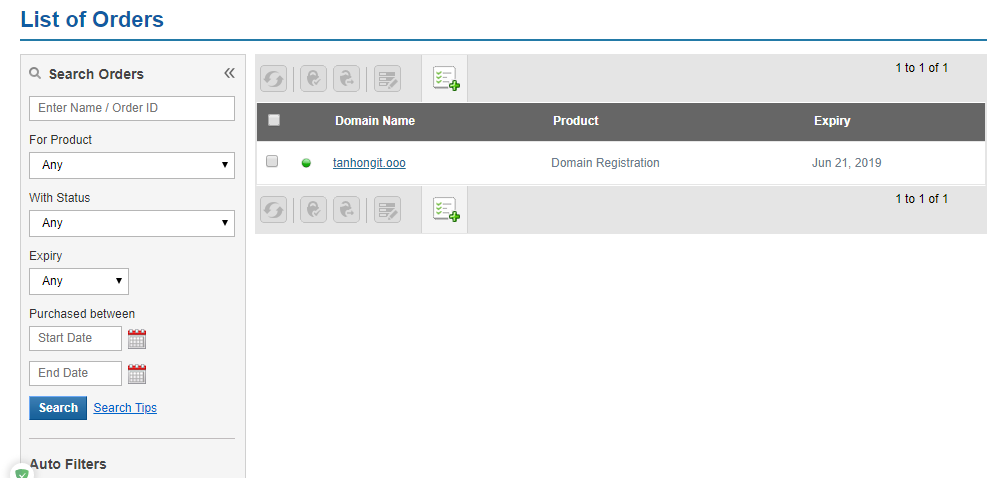 List of Orders
Search Orders
Enter Name / Order ID
For Product
Any
With Status
Any
Expiry
Any
Purchased between
Start Date
End Date
Search Search Tips
Auto Filters
1 to 1 of 1
Domain Name Product Expiry
tanhongit.ooo Domain Registration Jun 21, 2019
1 to 1 of 1